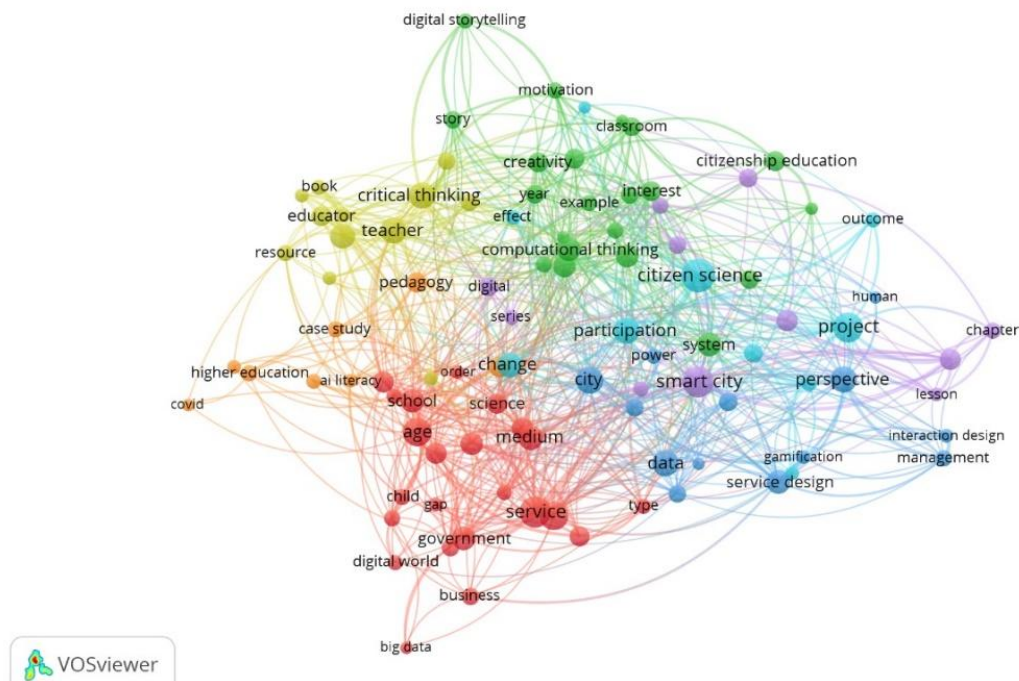 digital storytelling
motivation
story
classroom
creativity
citizenship education
book
critical thinking
year
example
interest
educator
teacher
effect
outcome
resource
computational thinking
citizen science
pedagogy
digital
human
series
case study
participation
project
chapter
system
power
higher education
ai literacy
order
change
city
smart city
perspective
covid
school
science
lesson
age
medium
interaction design
data
gamification
management
service design
child
gap
service
type
government
digital world
business
big data
VOSviewer